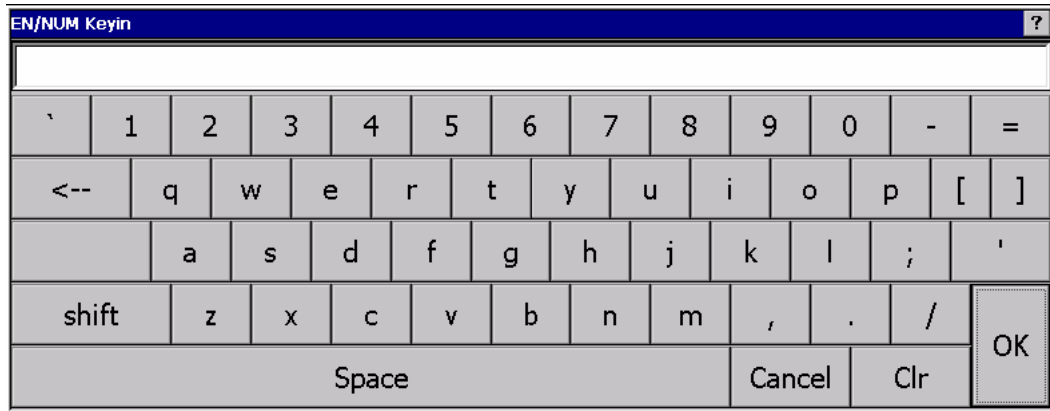 EN/NUM Keyin ?
` 1 2 3 4 5 6 7 8 9 0 - =
<-- q w e r t y u i o p [ ]
a s d f g h j k l ; '
shift z x c v b n m , . /
OK
Space Cancel Clr